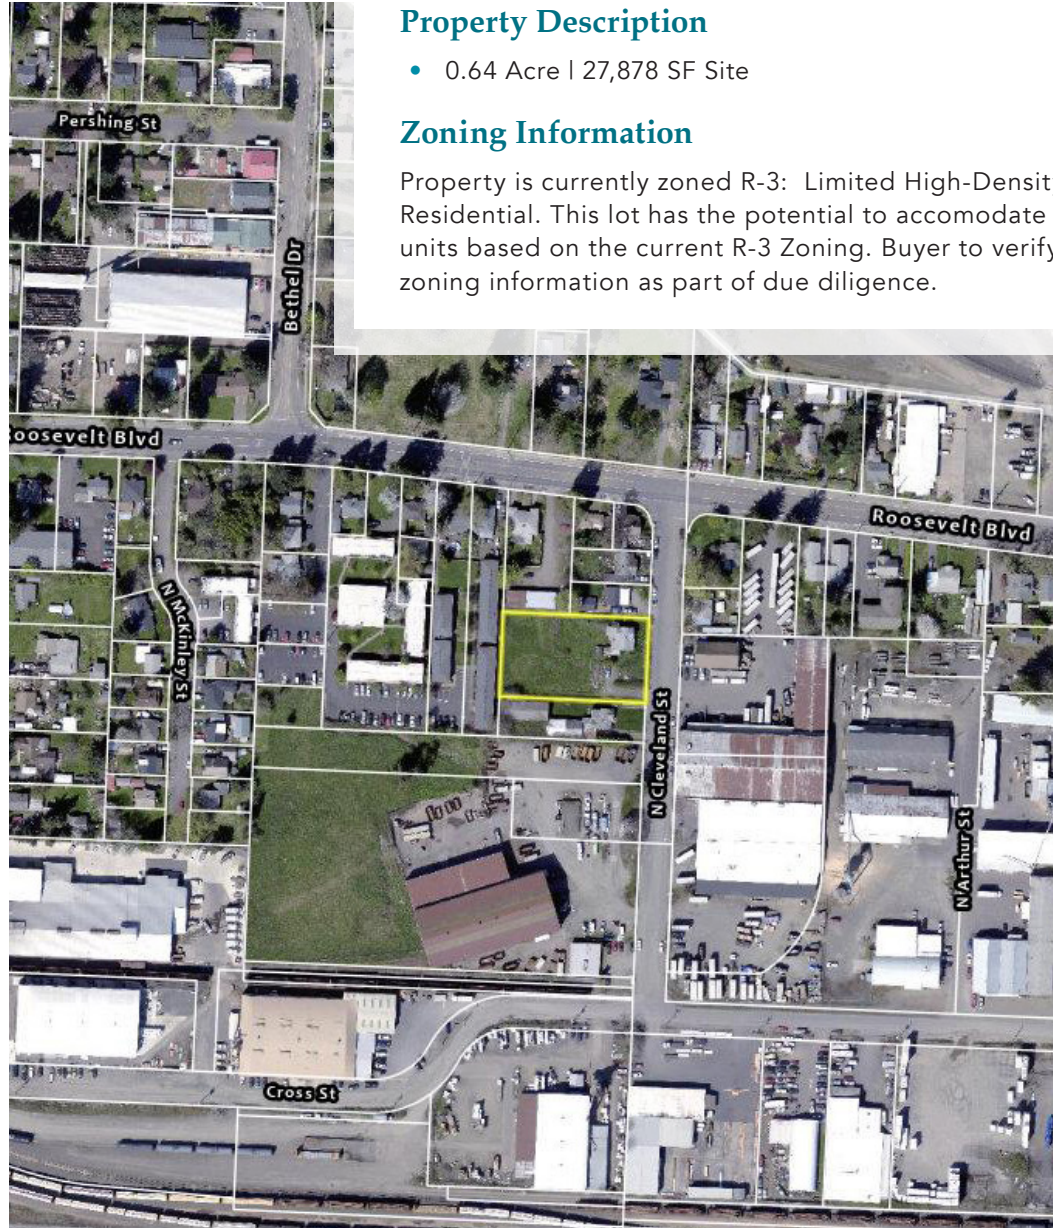 Property Description
• 0.64 Acre | 27,878 SF Site
Zoning Information
Property is currently zoned R-3: Limited High-Densit
Residential. This lot has the potential to accomodate
units based on the current R-3 Zoning. Buyer to verify
zoning information as part of due diligence.
Pershing St
Bethel Dr
oosevelt Blvd
Roosevelt Blvd
N McKinley St
N Cleveland St
N Arthur St
Cross St